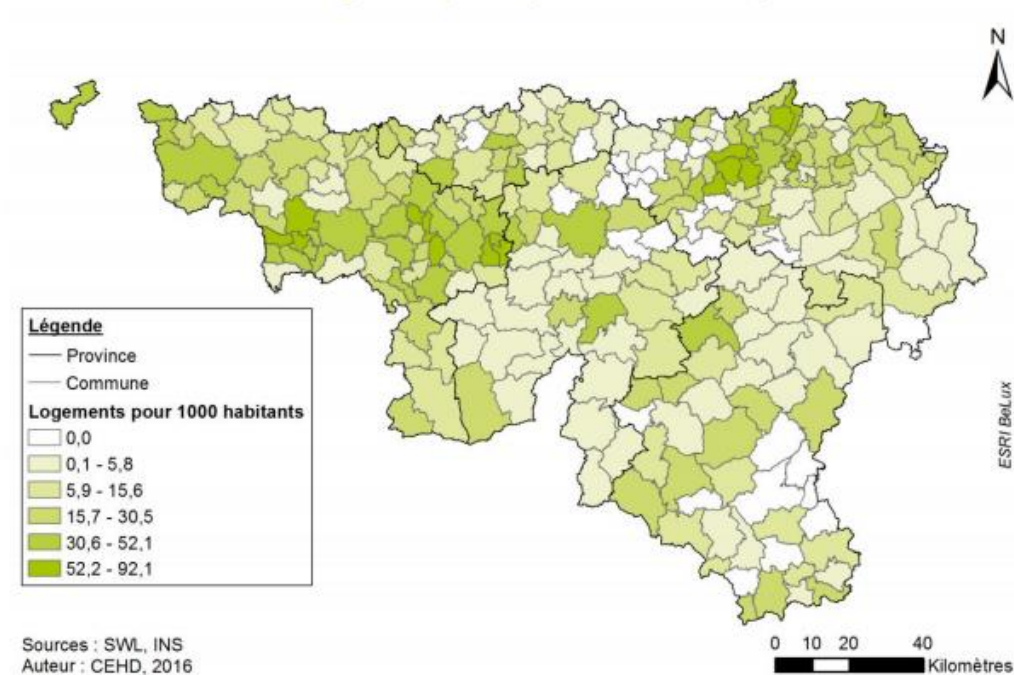 N
Légende
Province
Commune
Logements pour 1000 habitants
0,0
0,1 - 5,8
5,9 - 15,6
15,7 - 30,5
30,6 - 52,1
52,2 - 92,1
ESRI BeLux
Sources : SWL, INS
Auteur : CEHD, 2016
0 10 20 40
Kilomètres